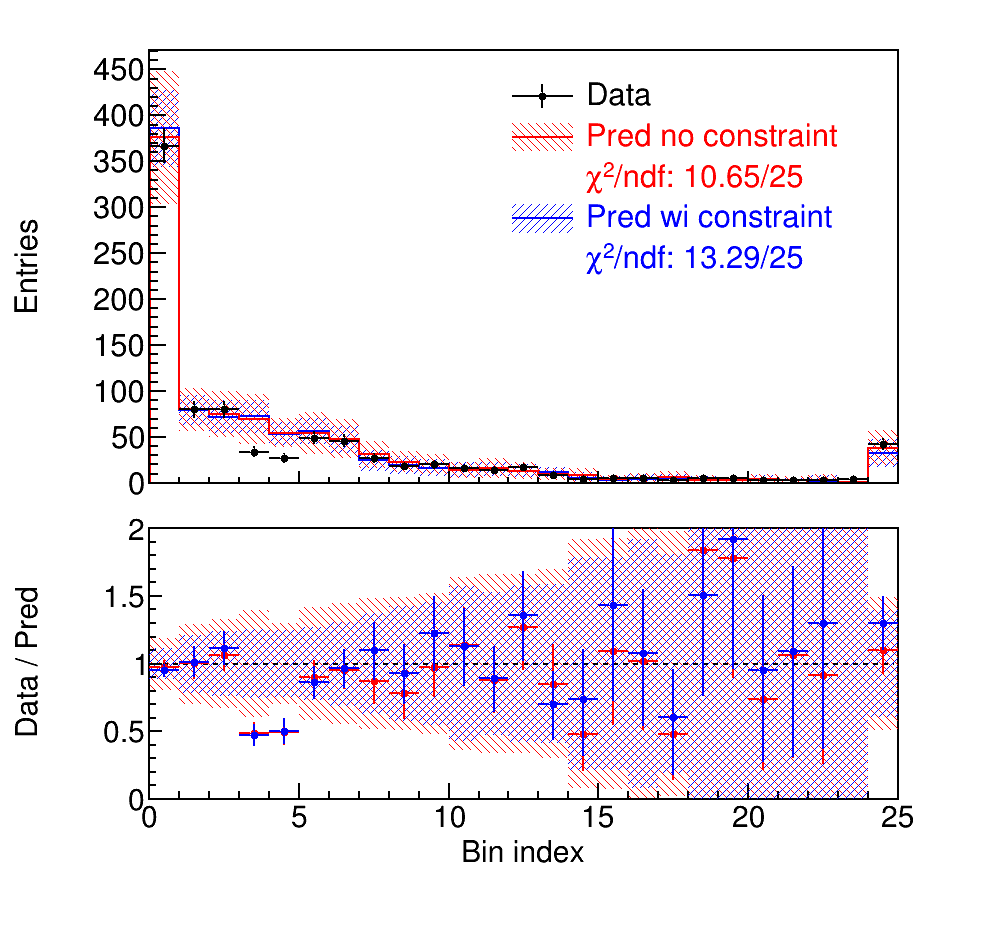 450
400
350
300
250
200
150
100
50
0
Entries
Data
Pred no constraint
χ²/ndf: 10.65/25
Pred wi constraint
χ²/ndf: 13.29/25
2
1.5
1
0.5
0
Data / Pred
0 5 10 15 20 25
Bin index